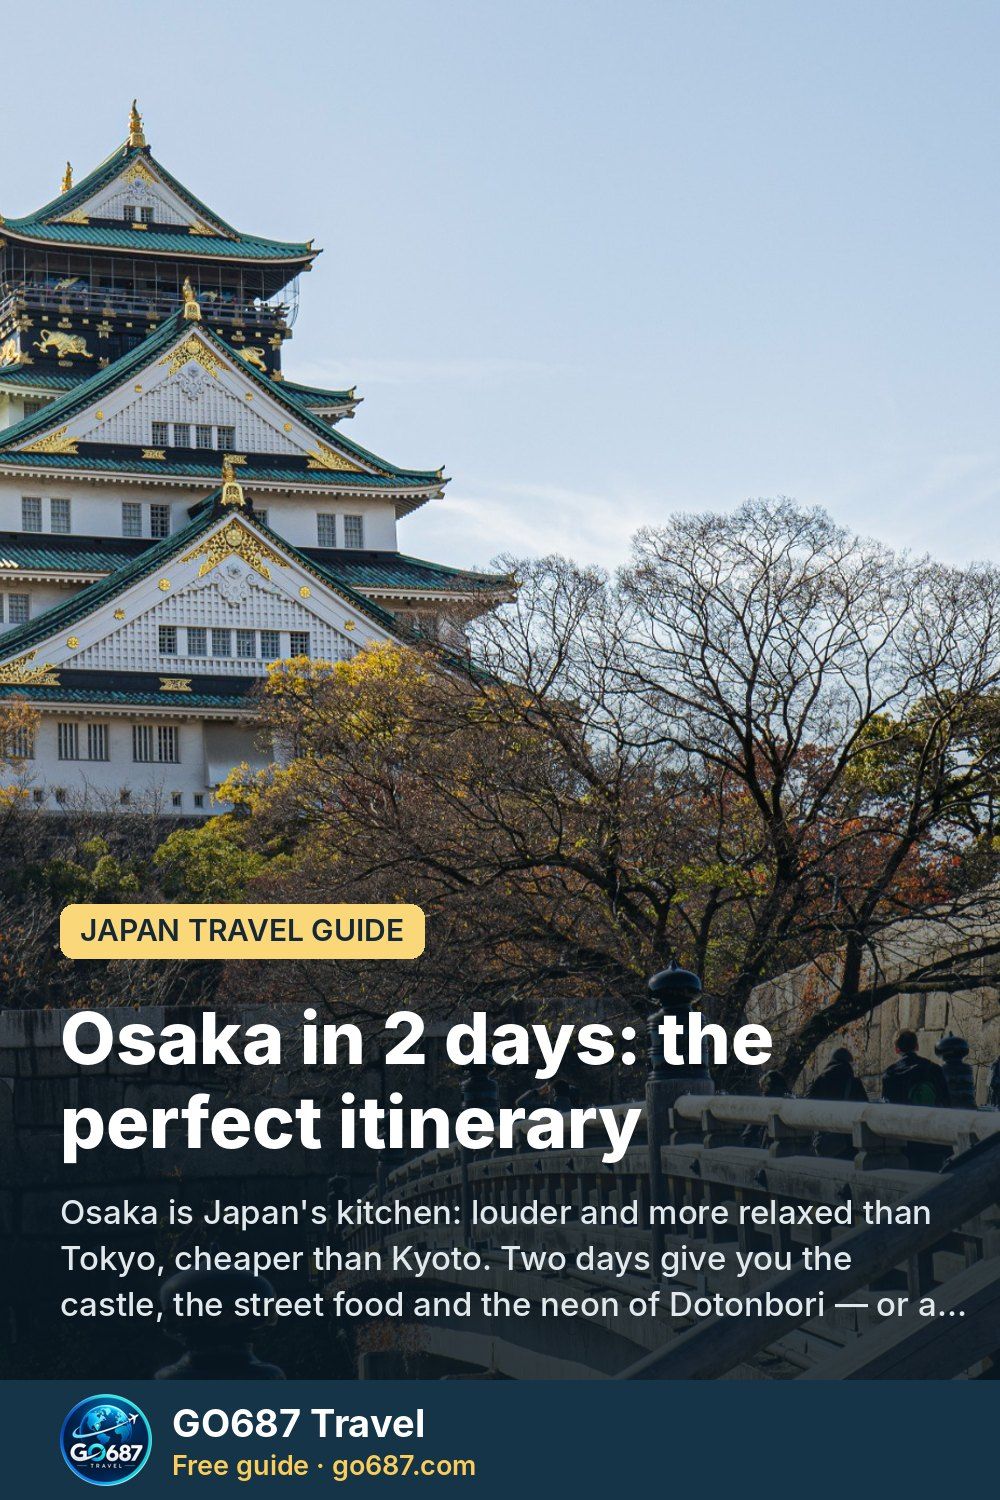 JAPAN TRAVEL GUIDE
Osaka in 2 days: the
perfect itinerary
Osaka is Japan's kitchen: louder and more relaxed than
Tokyo, cheaper than Kyoto. Two days give you the
castle, the street food and the neon of Dotonbori — or a...
GO687
TRAVEL
GO687 Travel
Free guide · go687.com